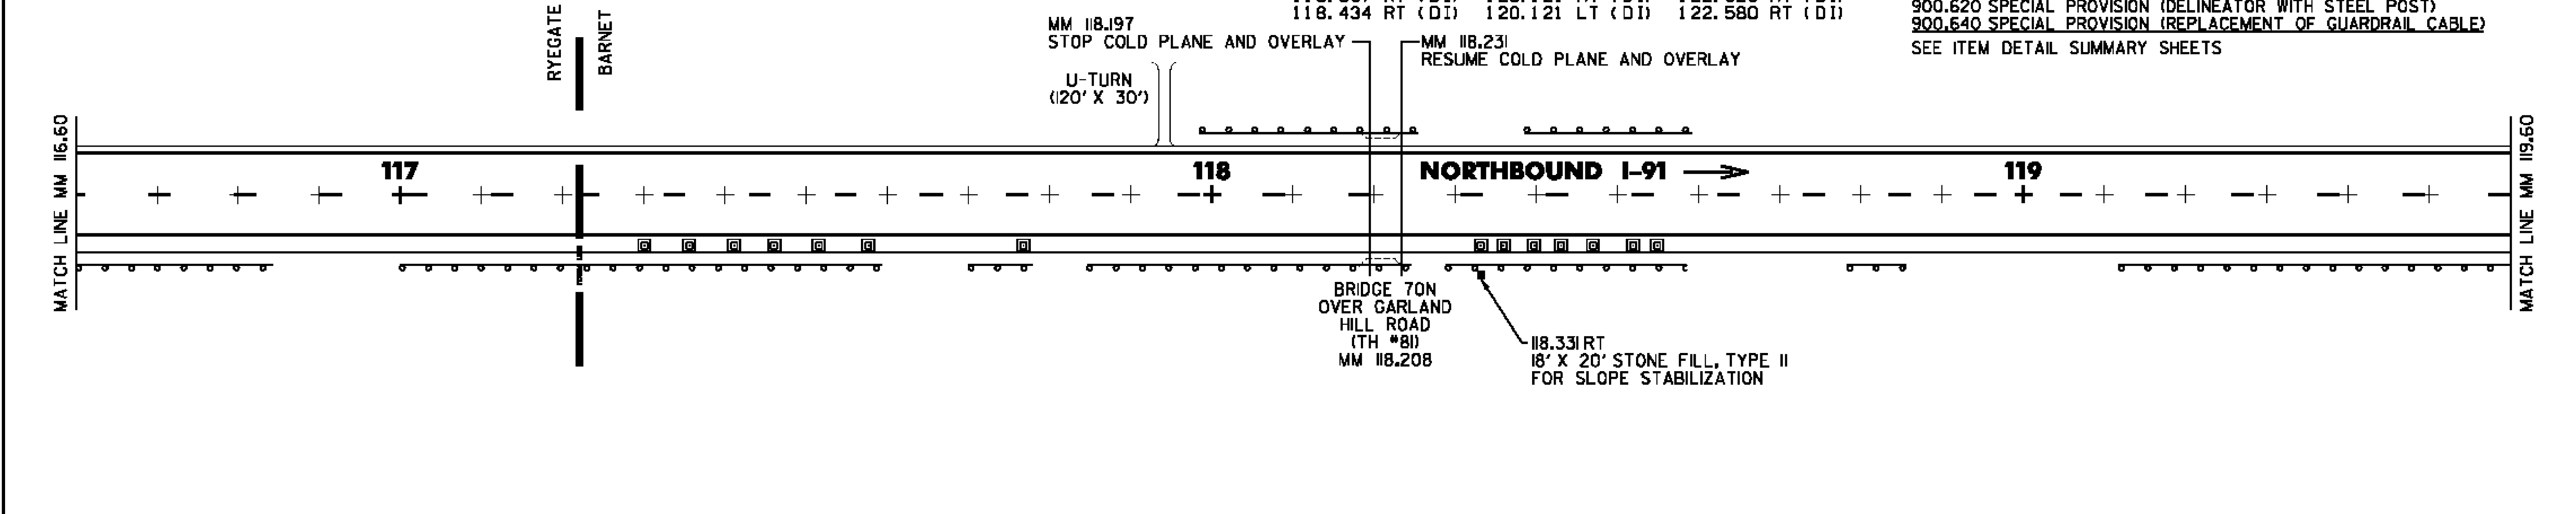 118.434 RT (DI) 120.121 LT (DI) 122.580 RT (DI)
900.620 SPECIAL PROVISION (DELINEATOR WITH STEEL POST)
900.640 SPECIAL PROVISION (REPLACEMENT OF GUARDRAIL CABLE)
SEE ITEM DETAIL SUMMARY SHEETS
RYEGATE
BARNET
MM 118.197
STOP COLD PLANE AND OVERLAY
MM 118.231
RESUME COLD PLANE AND OVERLAY
U-TURN
(120' X 30')
MATCH LINE MM 116.60
117
118
NORTHBOUND I-91
119
MATCH LINE MM 119.60
BRIDGE 70N
OVER GARLAND
HILL ROAD
(TH #81)
MM 118.208
118.331 RT
18' X 20' STONE FILL, TYPE II
FOR SLOPE STABILIZATION